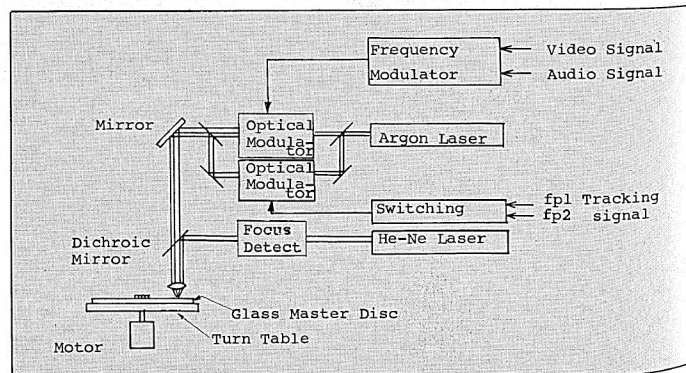 Frequency
Modulator
Video Signal
Audio Signal
Mirror
Optical
Modula-
tor
Argon Laser
Optical
Modula-
tor
Switching
fp1 Tracking
fp2 signal
Dichroic
Mirror
Focus
Detect
He-Ne Laser
Glass Master Disc
Turn Table
Motor